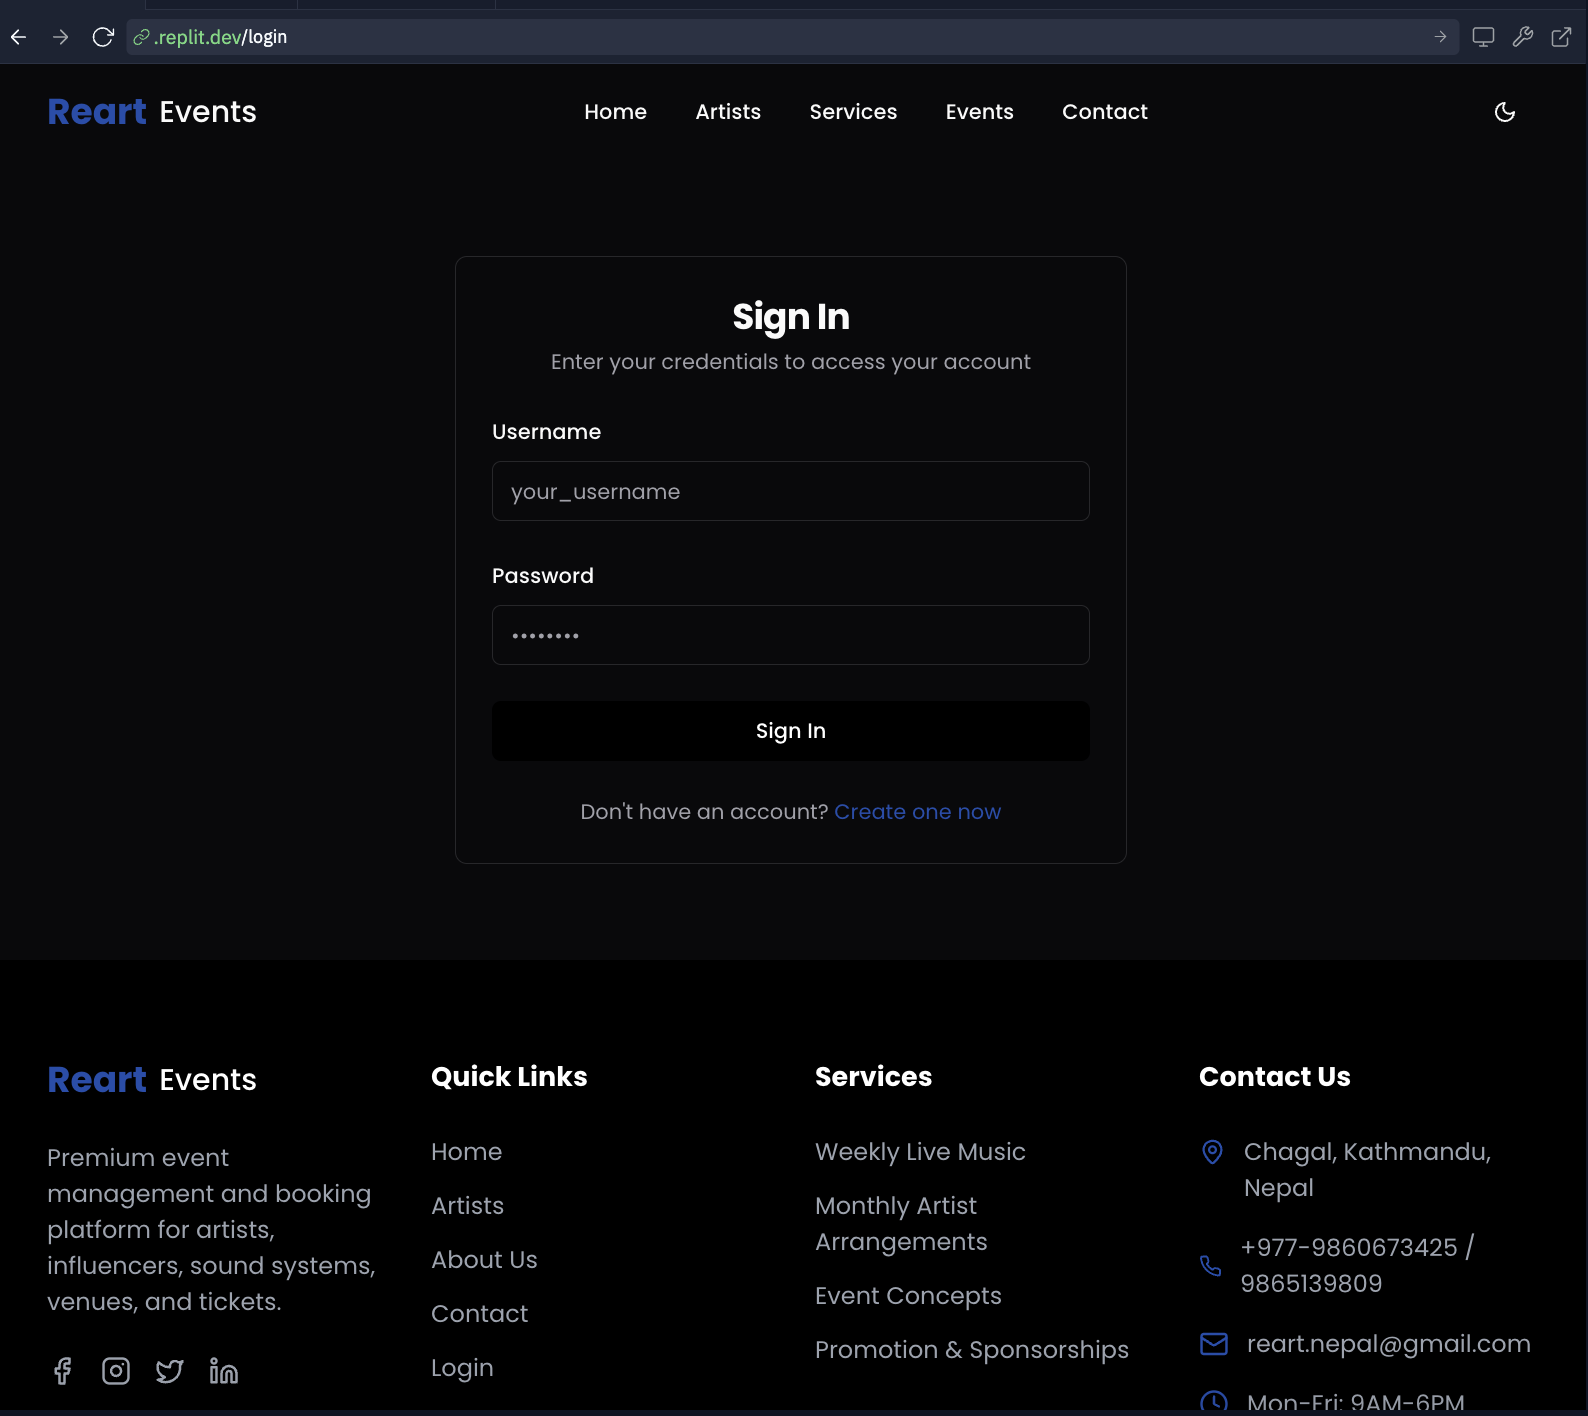 .replit.dev/login
Reart Events
Home Artists Services Events Contact
Sign In
Enter your credentials to access your account
Username
your_username
Password
••••••••
Sign In
Don't have an account? Create one now
Reart Events
Premium event
management and booking
platform for artists,
influencers, sound systems,
venues, and tickets.
Quick Links
Home
Artists
About Us
Contact
Login
Services
Weekly Live Music
Monthly Artist
Arrangements
Event Concepts
Promotion & Sponsorships
Contact Us
Chagal, Kathmandu,
Nepal
+977-9860673425 /
9865139809
reart.nepal@gmail.com
Mon-Fri: 9AM-6PM